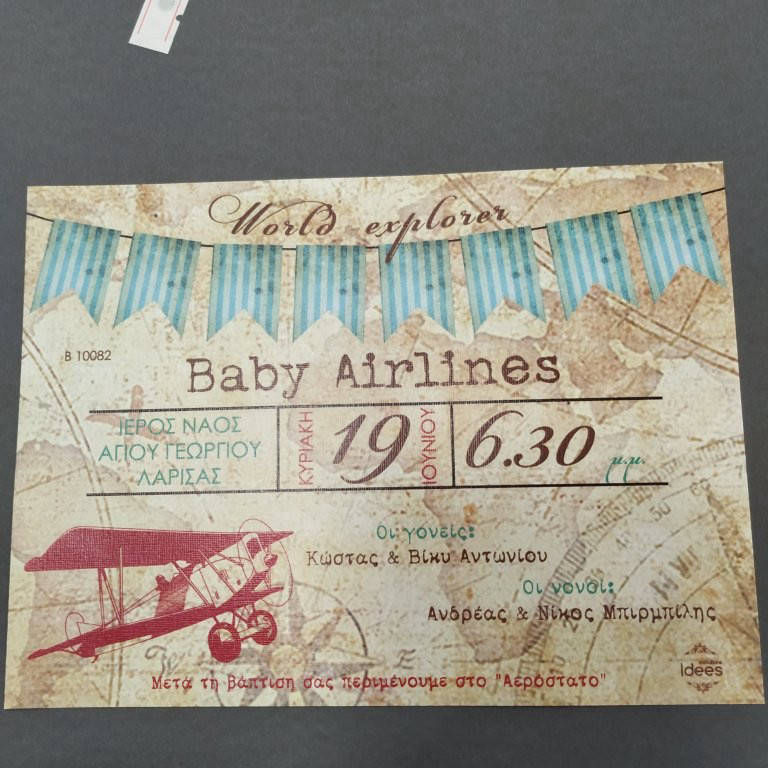 World explorer
B 10082
Baby Airlines
ΙΕΡΟΣ ΝΑΟΣ
ΑΓΙΟΥ ΓΕΩΡΓΙΟΥ
ΛΑΡΙΣΑΣ
ΚΥΡΙΑΚΗ
19
ΙΟΥΝΙΟΥ
6.30 μ.μ.
Οι γονείς:
Κώστας & Βίκυ Αντωνίου
Οι νονοί:
Ανδρέας & Νίκος Μπιρμπίλης
Μετά τη βάπτιση σας περιμένουμε στο "Αερόστατο"
idees